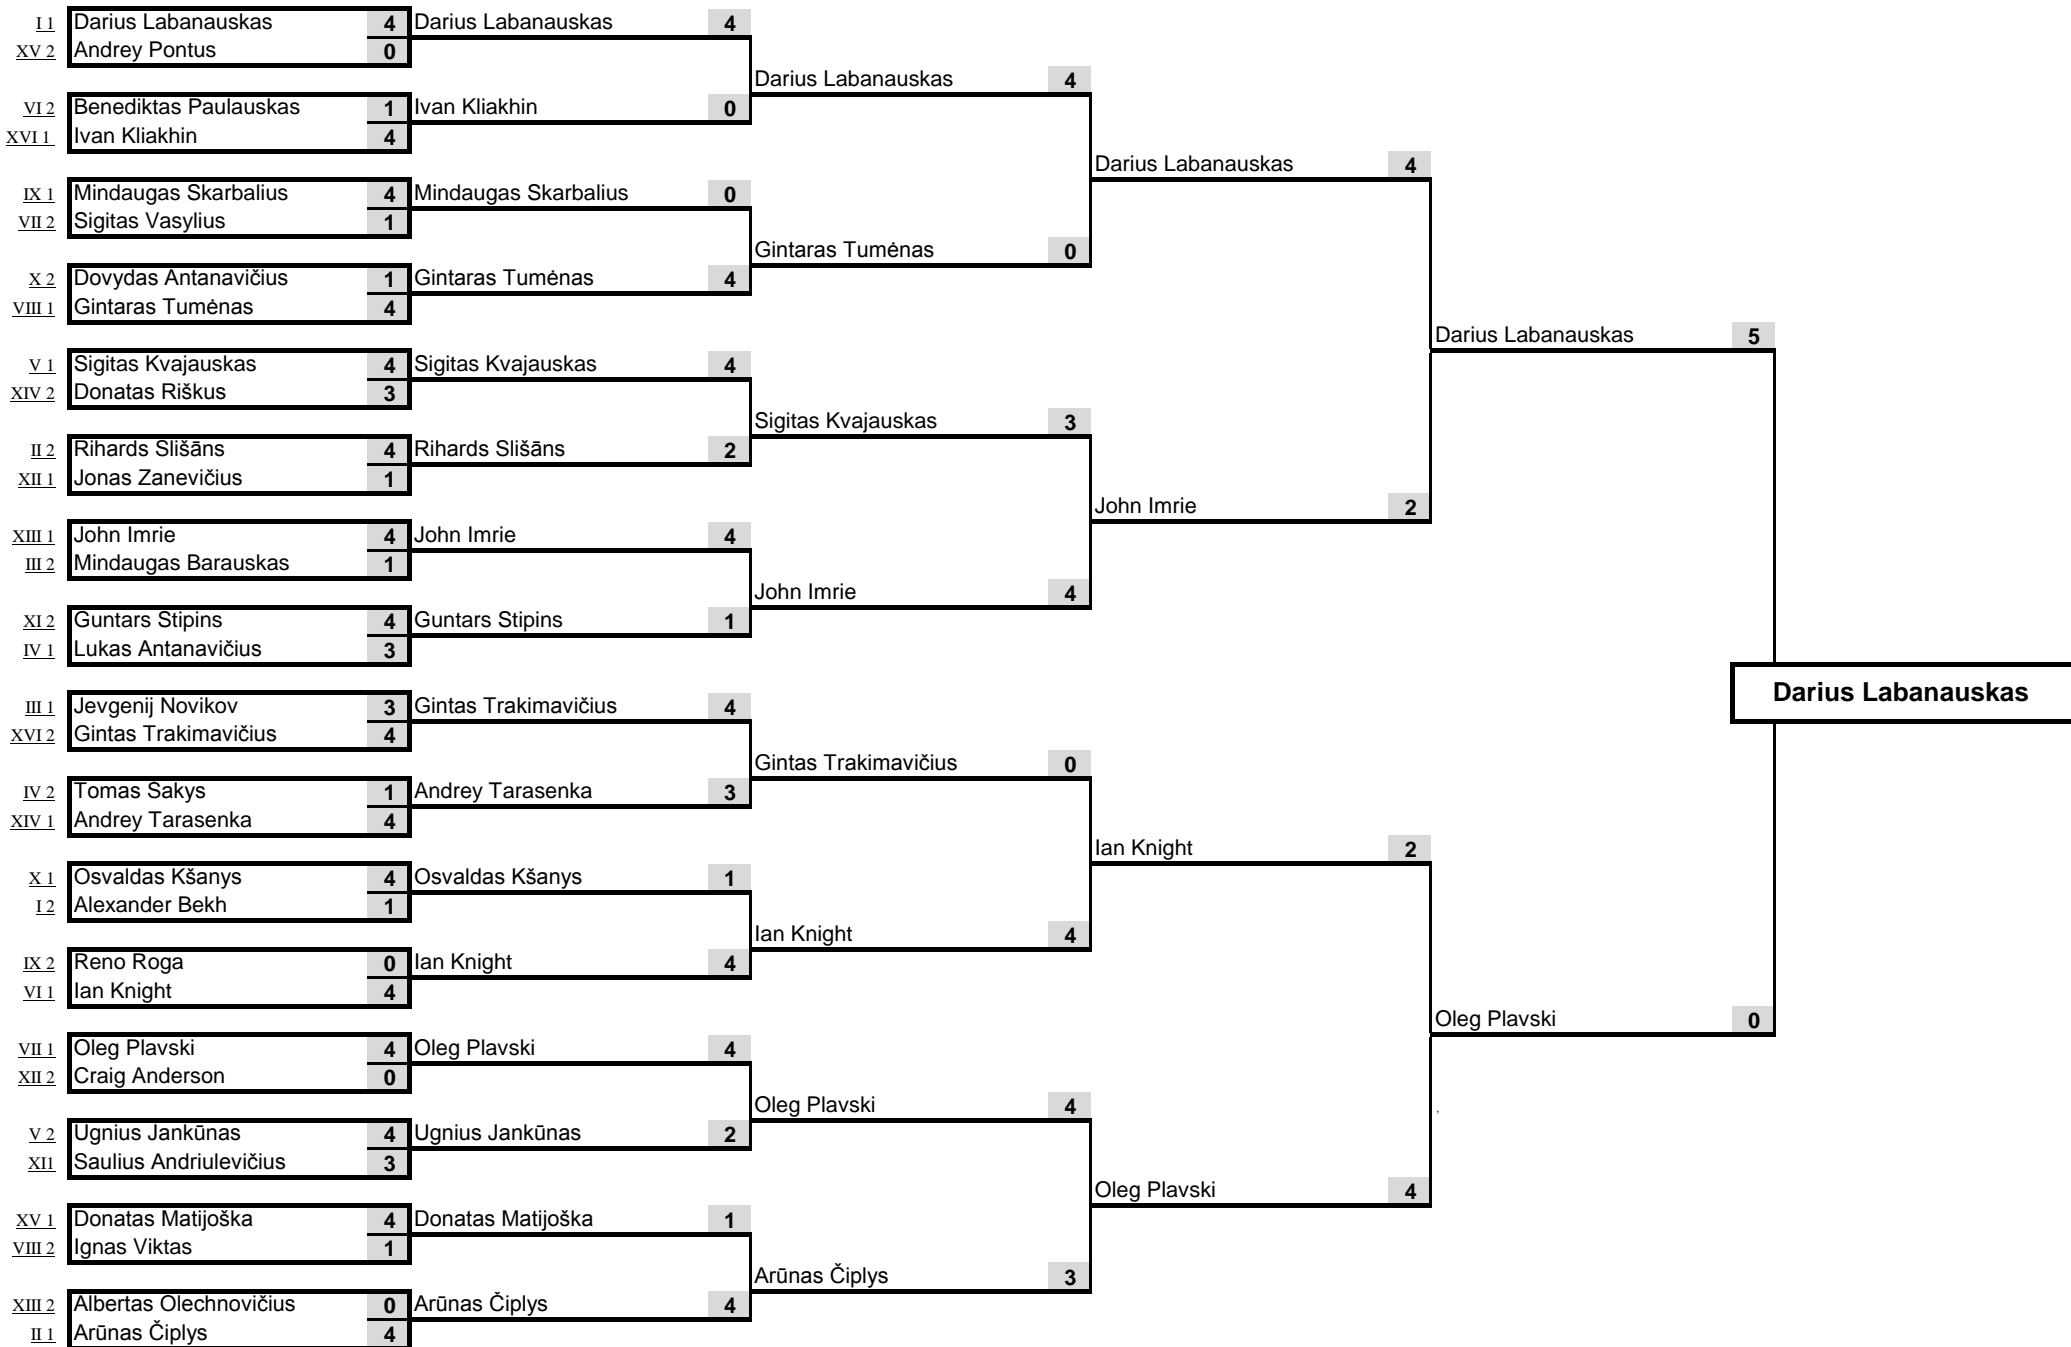 I 1 Darius Labanauskas 4 Darius Labanauskas 4
XV 2 Andrey Pontus 0
Darius Labanauskas 4
VI 2 Benediktas Paulauskas 1 Ivan Kliakhin 0
XVI 1 Ivan Kliakhin 4
Darius Labanauskas 4
IX 1 Mindaugas Skarbalius 4 Mindaugas Skarbalius 0
VII 2 Sigitas Vasylius 1
Gintaras Tumėnas 0
X 2 Dovydas Antanavičius 1 Gintaras Tumėnas 4
VIII 1 Gintaras Tumėnas 4
Darius Labanauskas 5
V 1 Sigitas Kvajauskas 4 Sigitas Kvajauskas 4
XIV 2 Donatas Riškus 3
Sigitas Kvajauskas 3
II 2 Rihards Slišāns 4 Rihards Slišāns 2
XII 1 Jonas Zanevičius 1
John Imrie 2
XIII 1 John Imrie 4 John Imrie 4
III 2 Mindaugas Barauskas 1
John Imrie 4
XI 2 Guntars Stipins 4 Guntars Stipins 1
IV 1 Lukas Antanavičius 3
Darius Labanauskas
III 1 Jevgenij Novikov 3 Gintas Trakimavičius 4
XVI 2 Gintas Trakimavičius 4
Gintas Trakimavičius 0
IV 2 Tomas Sakys 1 Andrey Tarasenka 3
XIV 1 Andrey Tarasenka 4
Ian Knight 2
X 1 Osvaldas Kšanys 4 Osvaldas Kšanys 1
I 2 Alexander Bekh 1
Ian Knight 4
IX 2 Reno Roga 0 Ian Knight 4
VI 1 Ian Knight 4
Oleg Plavski 0
VII 1 Oleg Plavski 4 Oleg Plavski 4
XII 2 Craig Anderson 0
Oleg Plavski 4
V 2 Ugnius Jankūnas 4 Ugnius Jankūnas 2
XI1 Saulius Andriulevičius 3
Oleg Plavski 4
XV 1 Donatas Matijoška 4 Donatas Matijoška 1
VIII 2 Ignas Viktas 1
Arūnas Čiplys 3
XIII 2 Albertas Olechnovičius 0 Arūnas Čiplys 4
II 1 Arūnas Čiplys 4